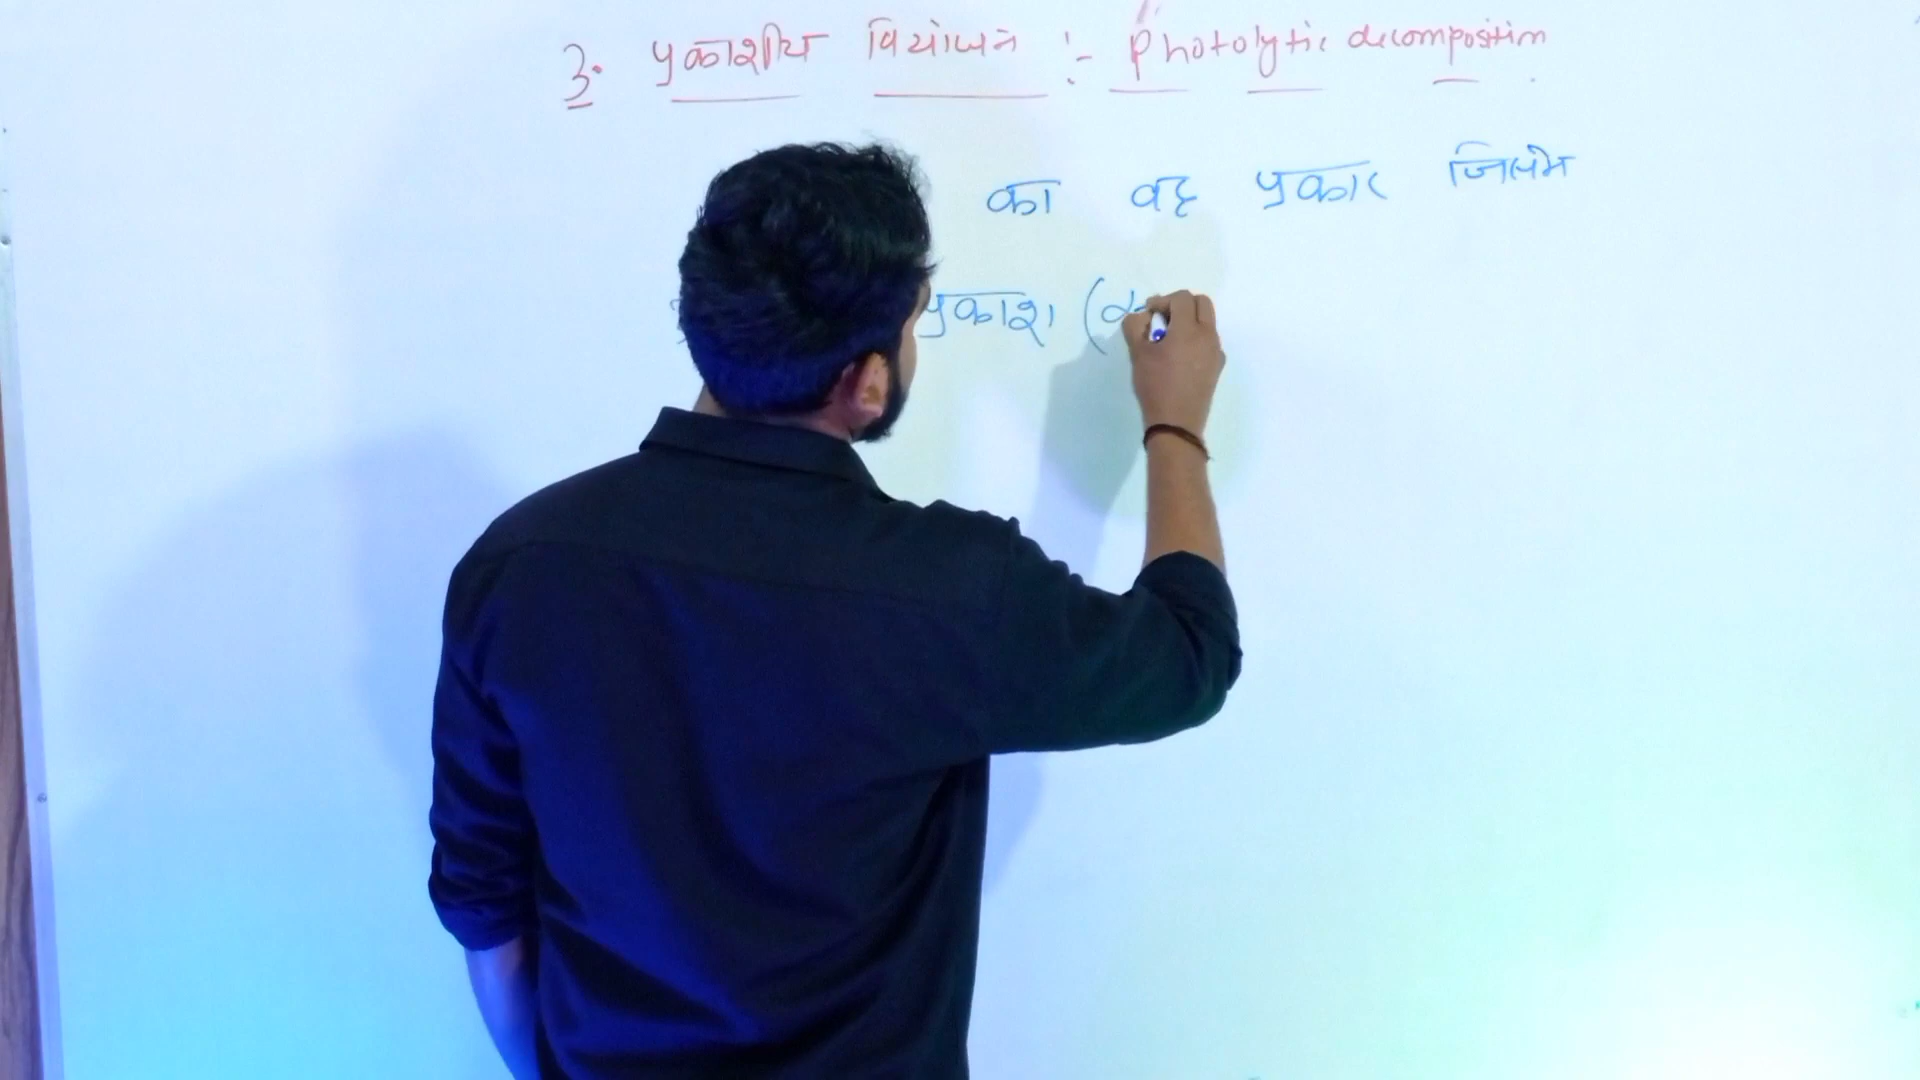 3. प्रकाशीय वियोजन :- Photolytic decomposition
का वह प्रकार जिसमे
प्रकाश (